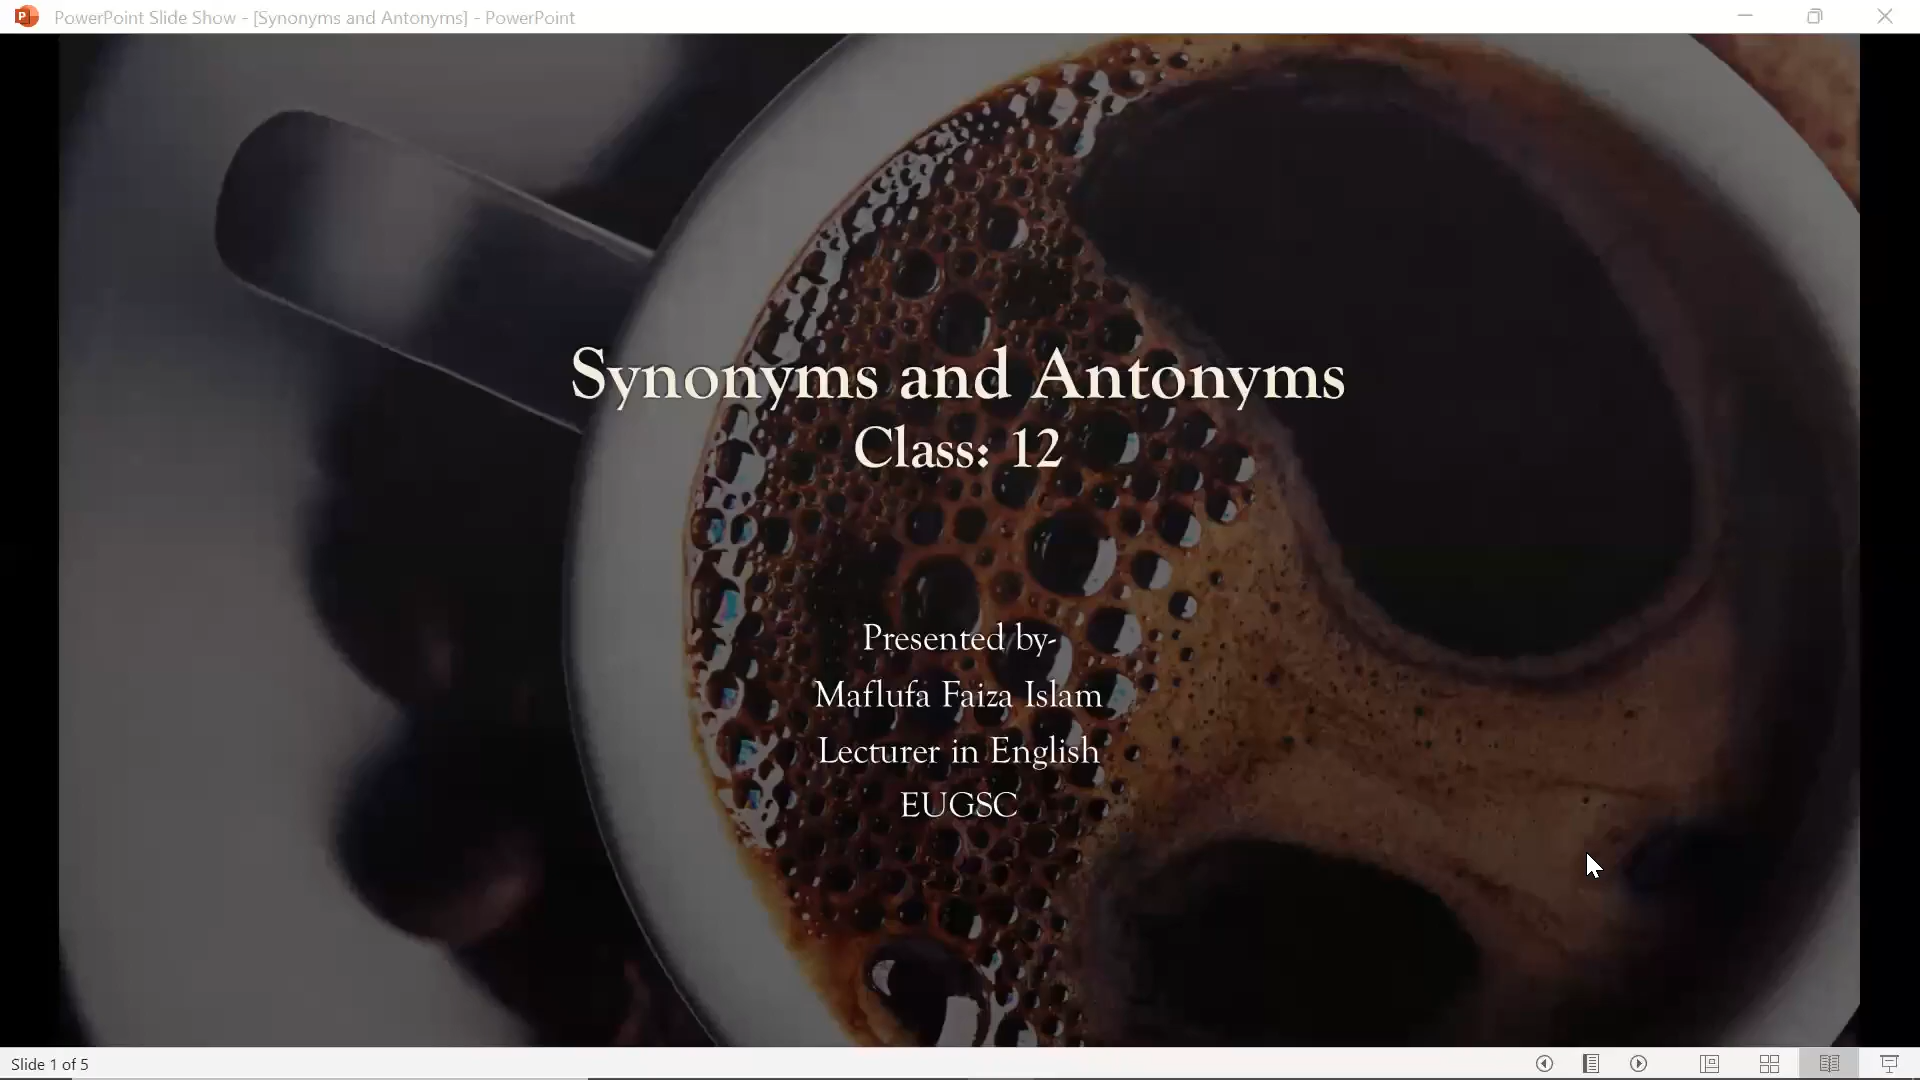 PowerPoint Slide Show - [Synonyms and Antonyms] - PowerPoint
Synonyms and Antonyms
Class: 12
Presented by-
Maflufa Faiza Islam
Lecturer in English
EUGSC
Slide 1 of 5